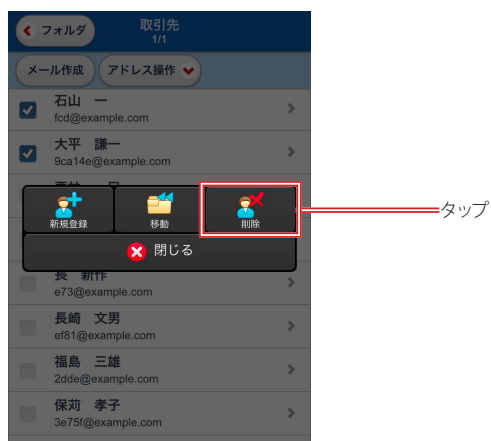 フォルダ
取引先
1/1
メール作成
アドレス操作
石山　一
fcd@example.com
大平　謙一
9ca14e@example.com
新規登録
移動
削除
タップ
閉じる
長　新作
e73@example.com
長崎　文男
ef81@example.com
福島　三雄
2dde@example.com
保苅　孝子
3e75f@example.com